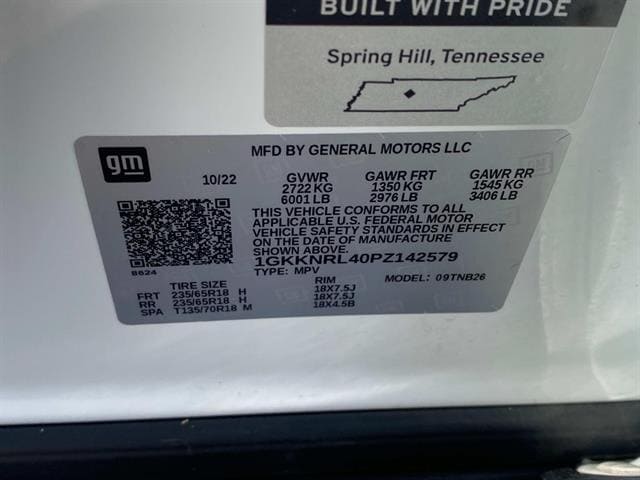 BUILT WITH PRIDE
Spring Hill, Tennessee
gm
MFD BY GENERAL MOTORS LLC
10/22 GVWR GAWR FRT GAWR RR
2722 KG 1350 KG 1545 KG
6001 LB 2976 LB 3406 LB
THIS VEHICLE CONFORMS TO ALL
APPLICABLE U.S. FEDERAL MOTOR
VEHICLE SAFETY STANDARDS IN EFFECT
ON THE DATE OF MANUFACTURE
SHOWN ABOVE.
1GKKNRL40PZ142579
8624 TYPE: MPV MODEL: 09TNB26
TIRE SIZE RIM
FRT 235/65R18 H 18X7.5J
RR 235/65R18 H 18X7.5J
SPA T135/70R18 M 18X4.5B